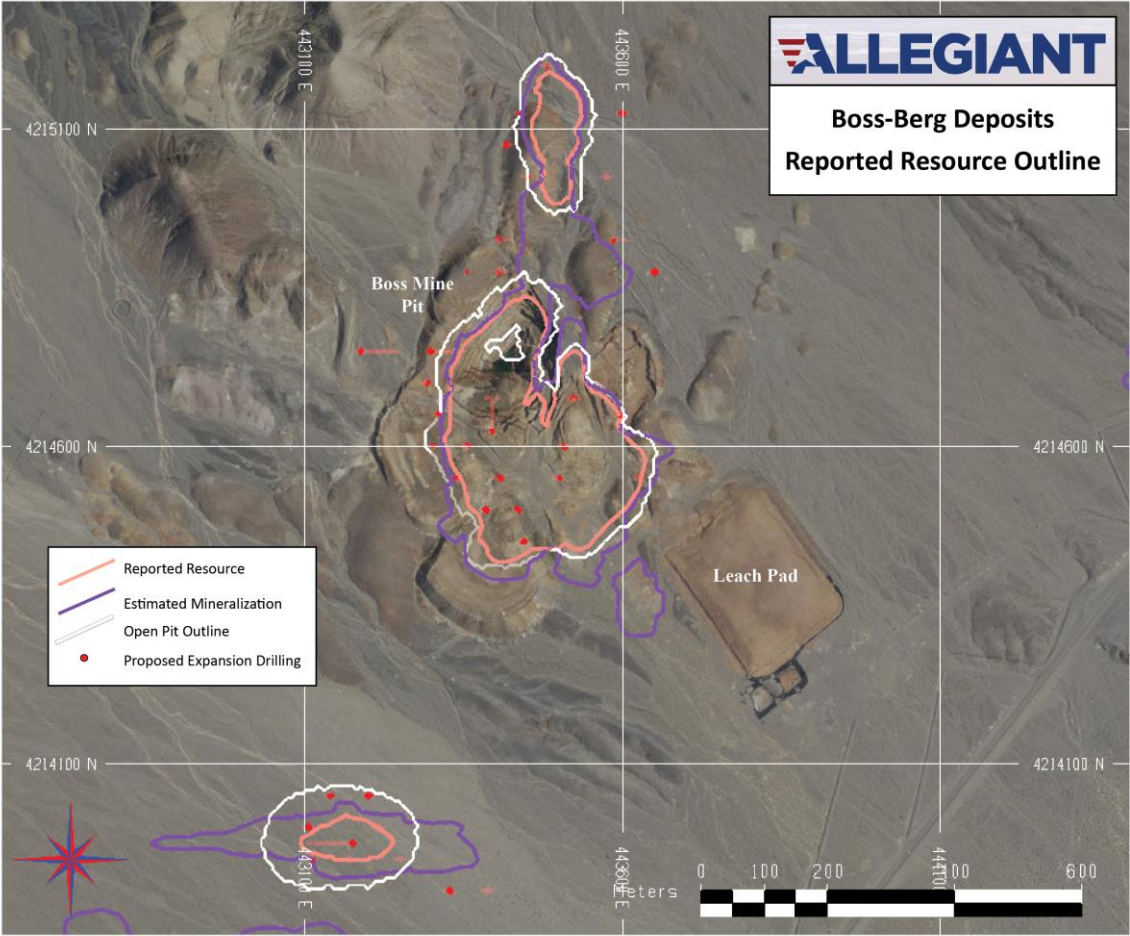 443100 E
443600 E
ALLEGIANT
Boss-Berg Deposits
Reported Resource Outline
4215100 N
Boss Mine
Pit
4214600 N
4214600 N
Leach Pad
Reported Resource
Estimated Mineralization
Open Pit Outline
Proposed Expansion Drilling
4214100 N
4214100 N
443100 E
443600 E
444100
Meters
0
100
200
400
600